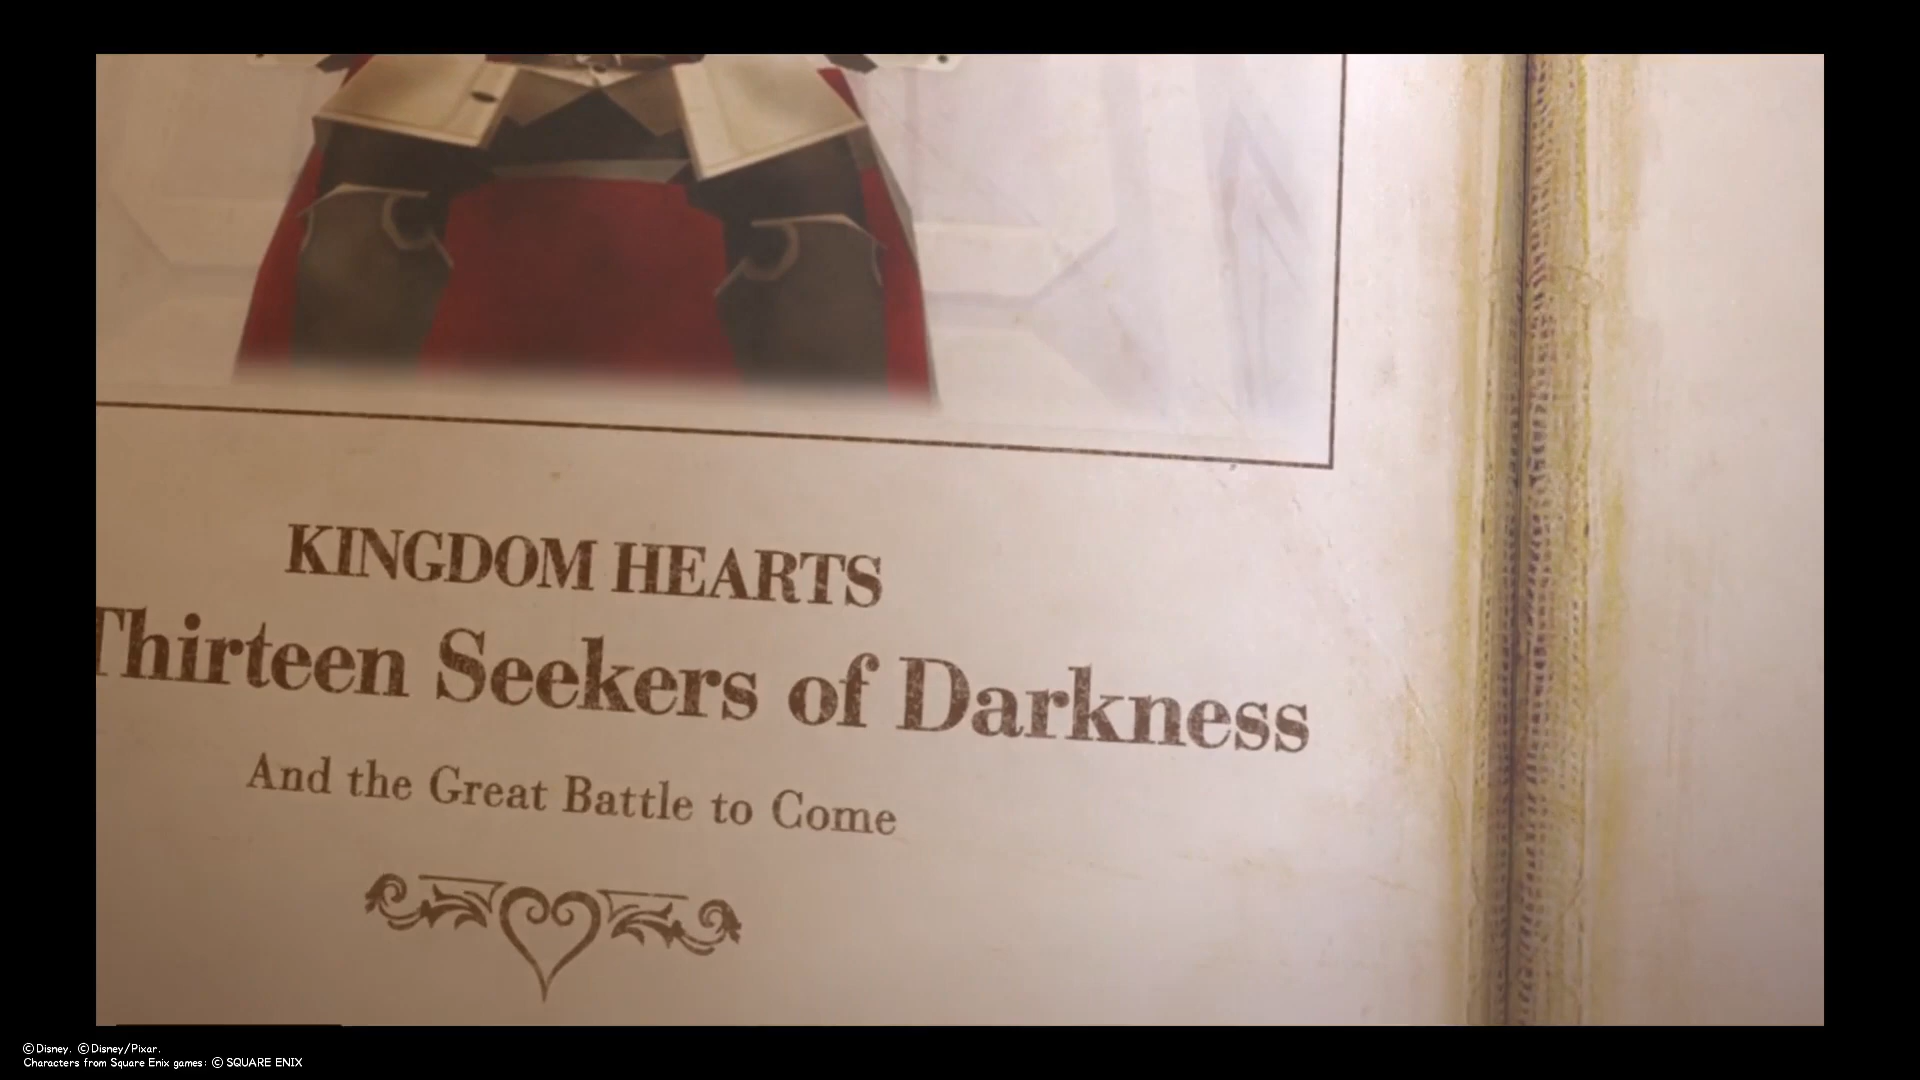 KINGDOM HEARTS
Thirteen Seekers of Darkness
And the Great Battle to Come
©Disney. ©Disney/Pixar.
Characters from Square Enix games: © SQUARE ENIX